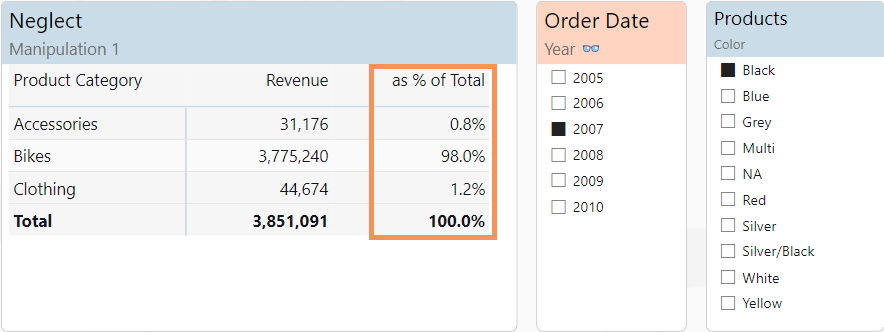 Neglect
Manipulation 1
Product Category Revenue as % of Total
Accessories 31,176 0.8%
Bikes 3,775,240 98.0%
Clothing 44,674 1.2%
Total 3,851,091 100.0%
Order Date
Year 👓
2005
2006
2007
2008
2009
2010
Products
Color
Black
Blue
Grey
Multi
NA
Red
Silver
Silver/Black
White
Yellow